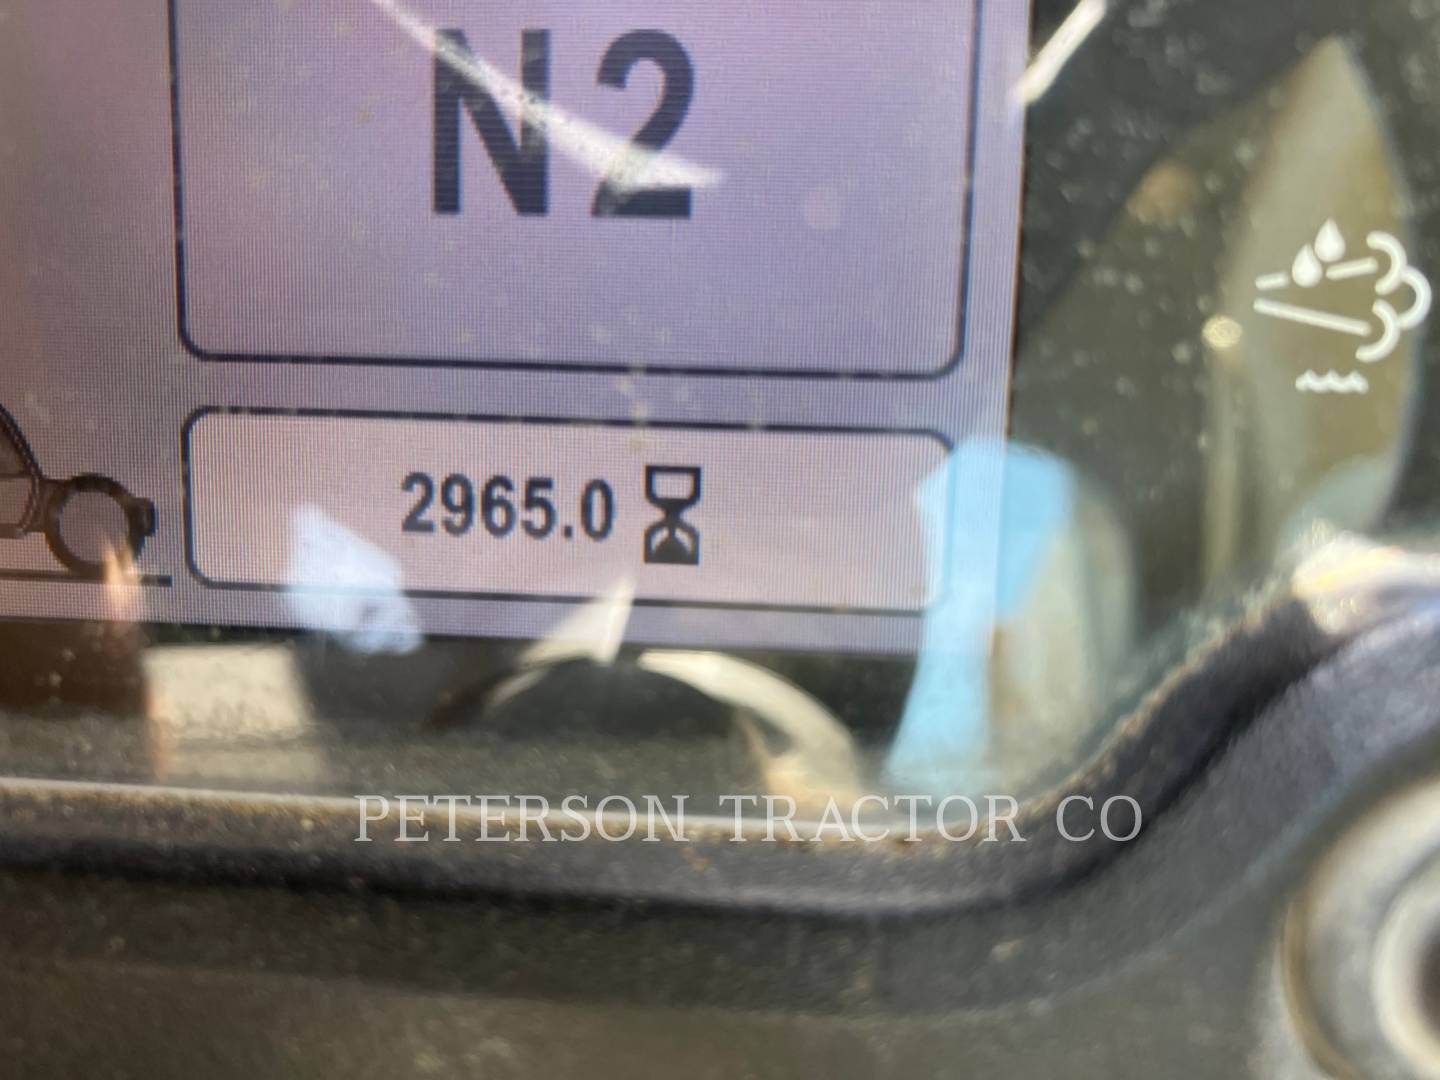 N2
2965.0
PETERSON TRACTOR CO